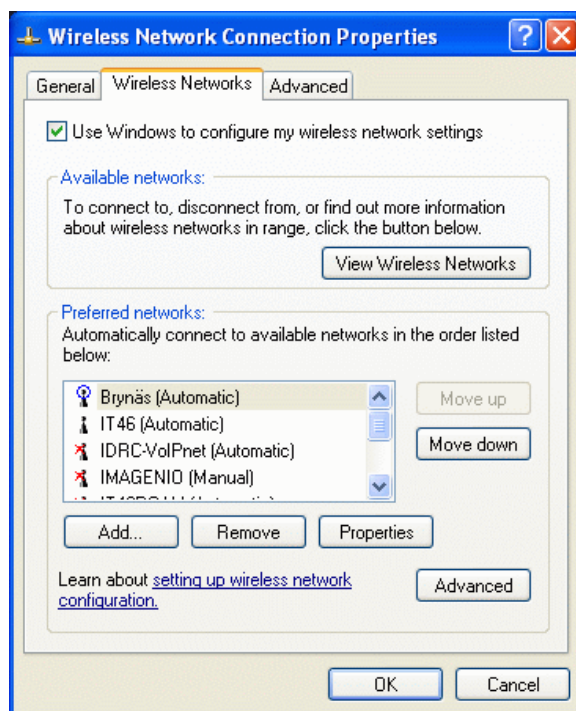 Wireless Network Connection Properties
General
Wireless Networks
Advanced
Use Windows to configure my wireless network settings
Available networks:
To connect to, disconnect from, or find out more information
about wireless networks in range, click the button below.
View Wireless Networks
Preferred networks:
Automatically connect to available networks in the order listed
below:
Brynäs (Automatic)
IT46 (Automatic)
IDRC-VoIPnet (Automatic)
IMAGENIO (Manual)
Move up
Move down
Add...
Remove
Properties
Learn about setting up wireless network
configuration.
Advanced
OK
Cancel